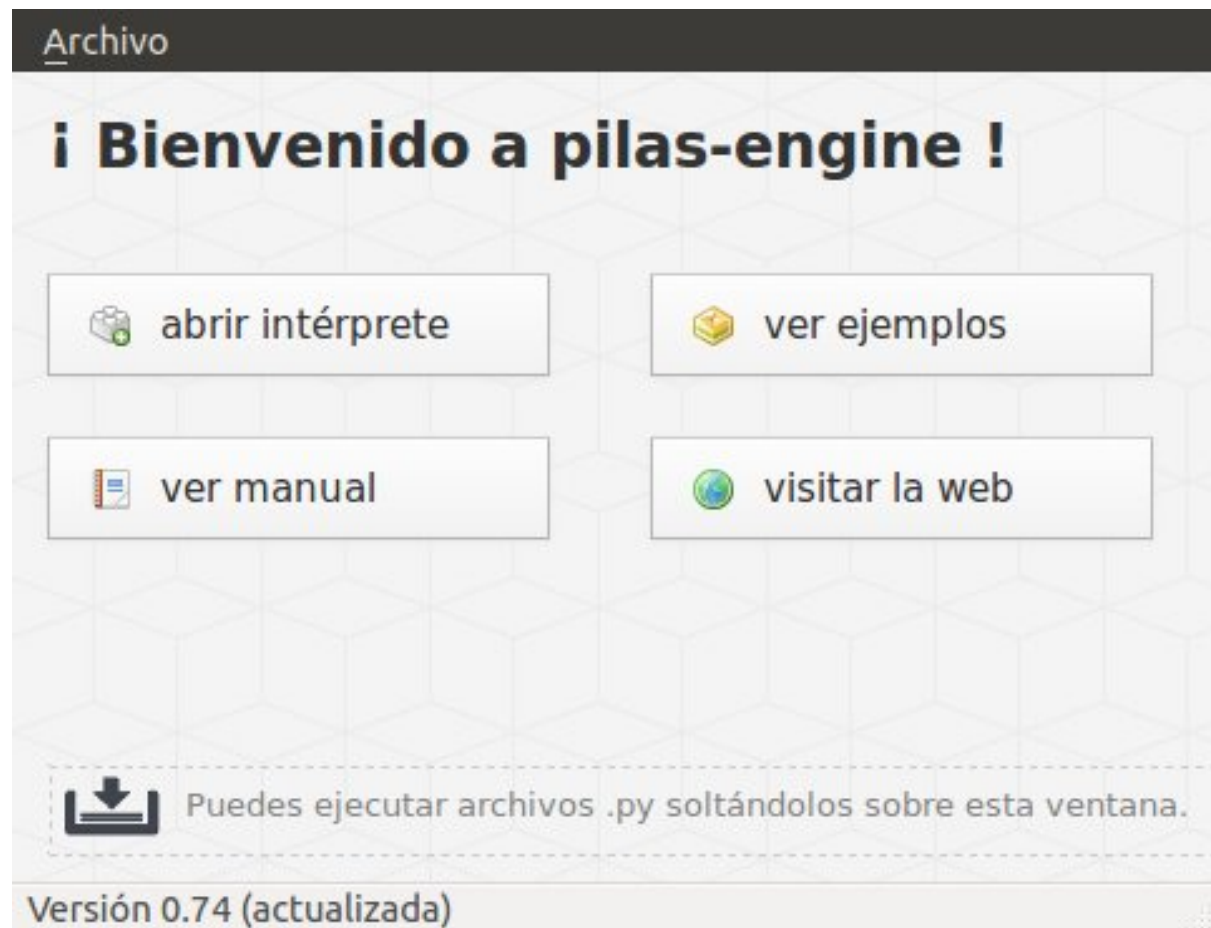 Archivo
¡ Bienvenido a pilas-engine !
abrir intérprete
ver ejemplos
ver manual
visitar la web
Puedes ejecutar archivos .py soltándolos sobre esta ventana.
Versión 0.74 (actualizada)